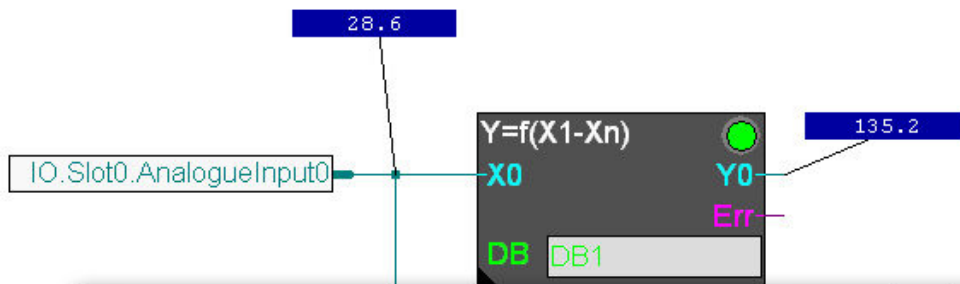 28.6
Y=f(X1-Xn)
135.2
IO.Slot0.AnalogueInput0
X0
Y0
Err
DB
DB1